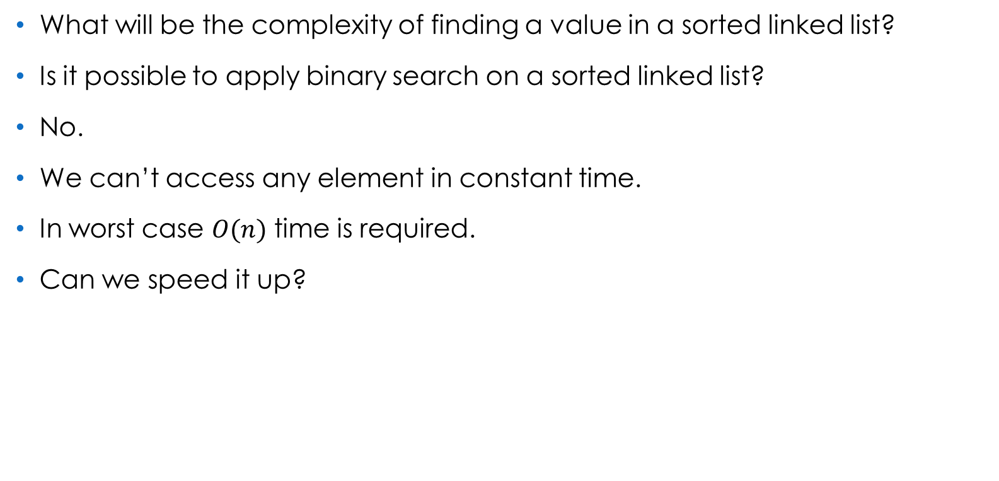 • What will be the complexity of finding a value in a sorted linked list?
• Is it possible to apply binary search on a sorted linked list?
• No.
• We can’t access any element in constant time.
• In worst case O(n) time is required.
• Can we speed it up?